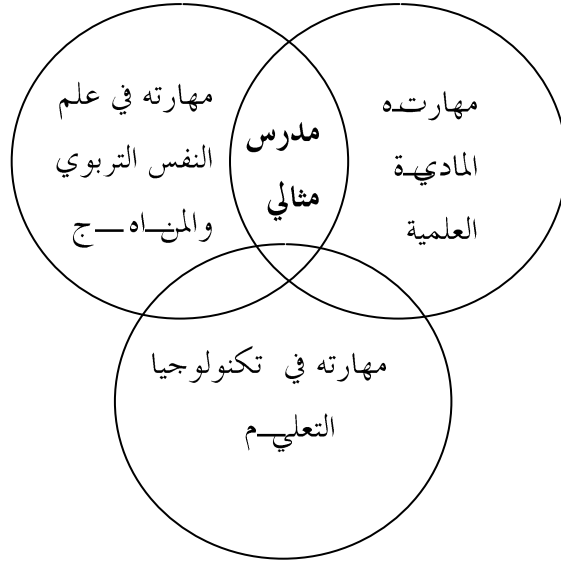 مهارته
المادية
العلمية
مدرس
مثالي
مهارته في علم
النفس التربوي
والمناهج
مهارته في تكنولوجيا
التعليم